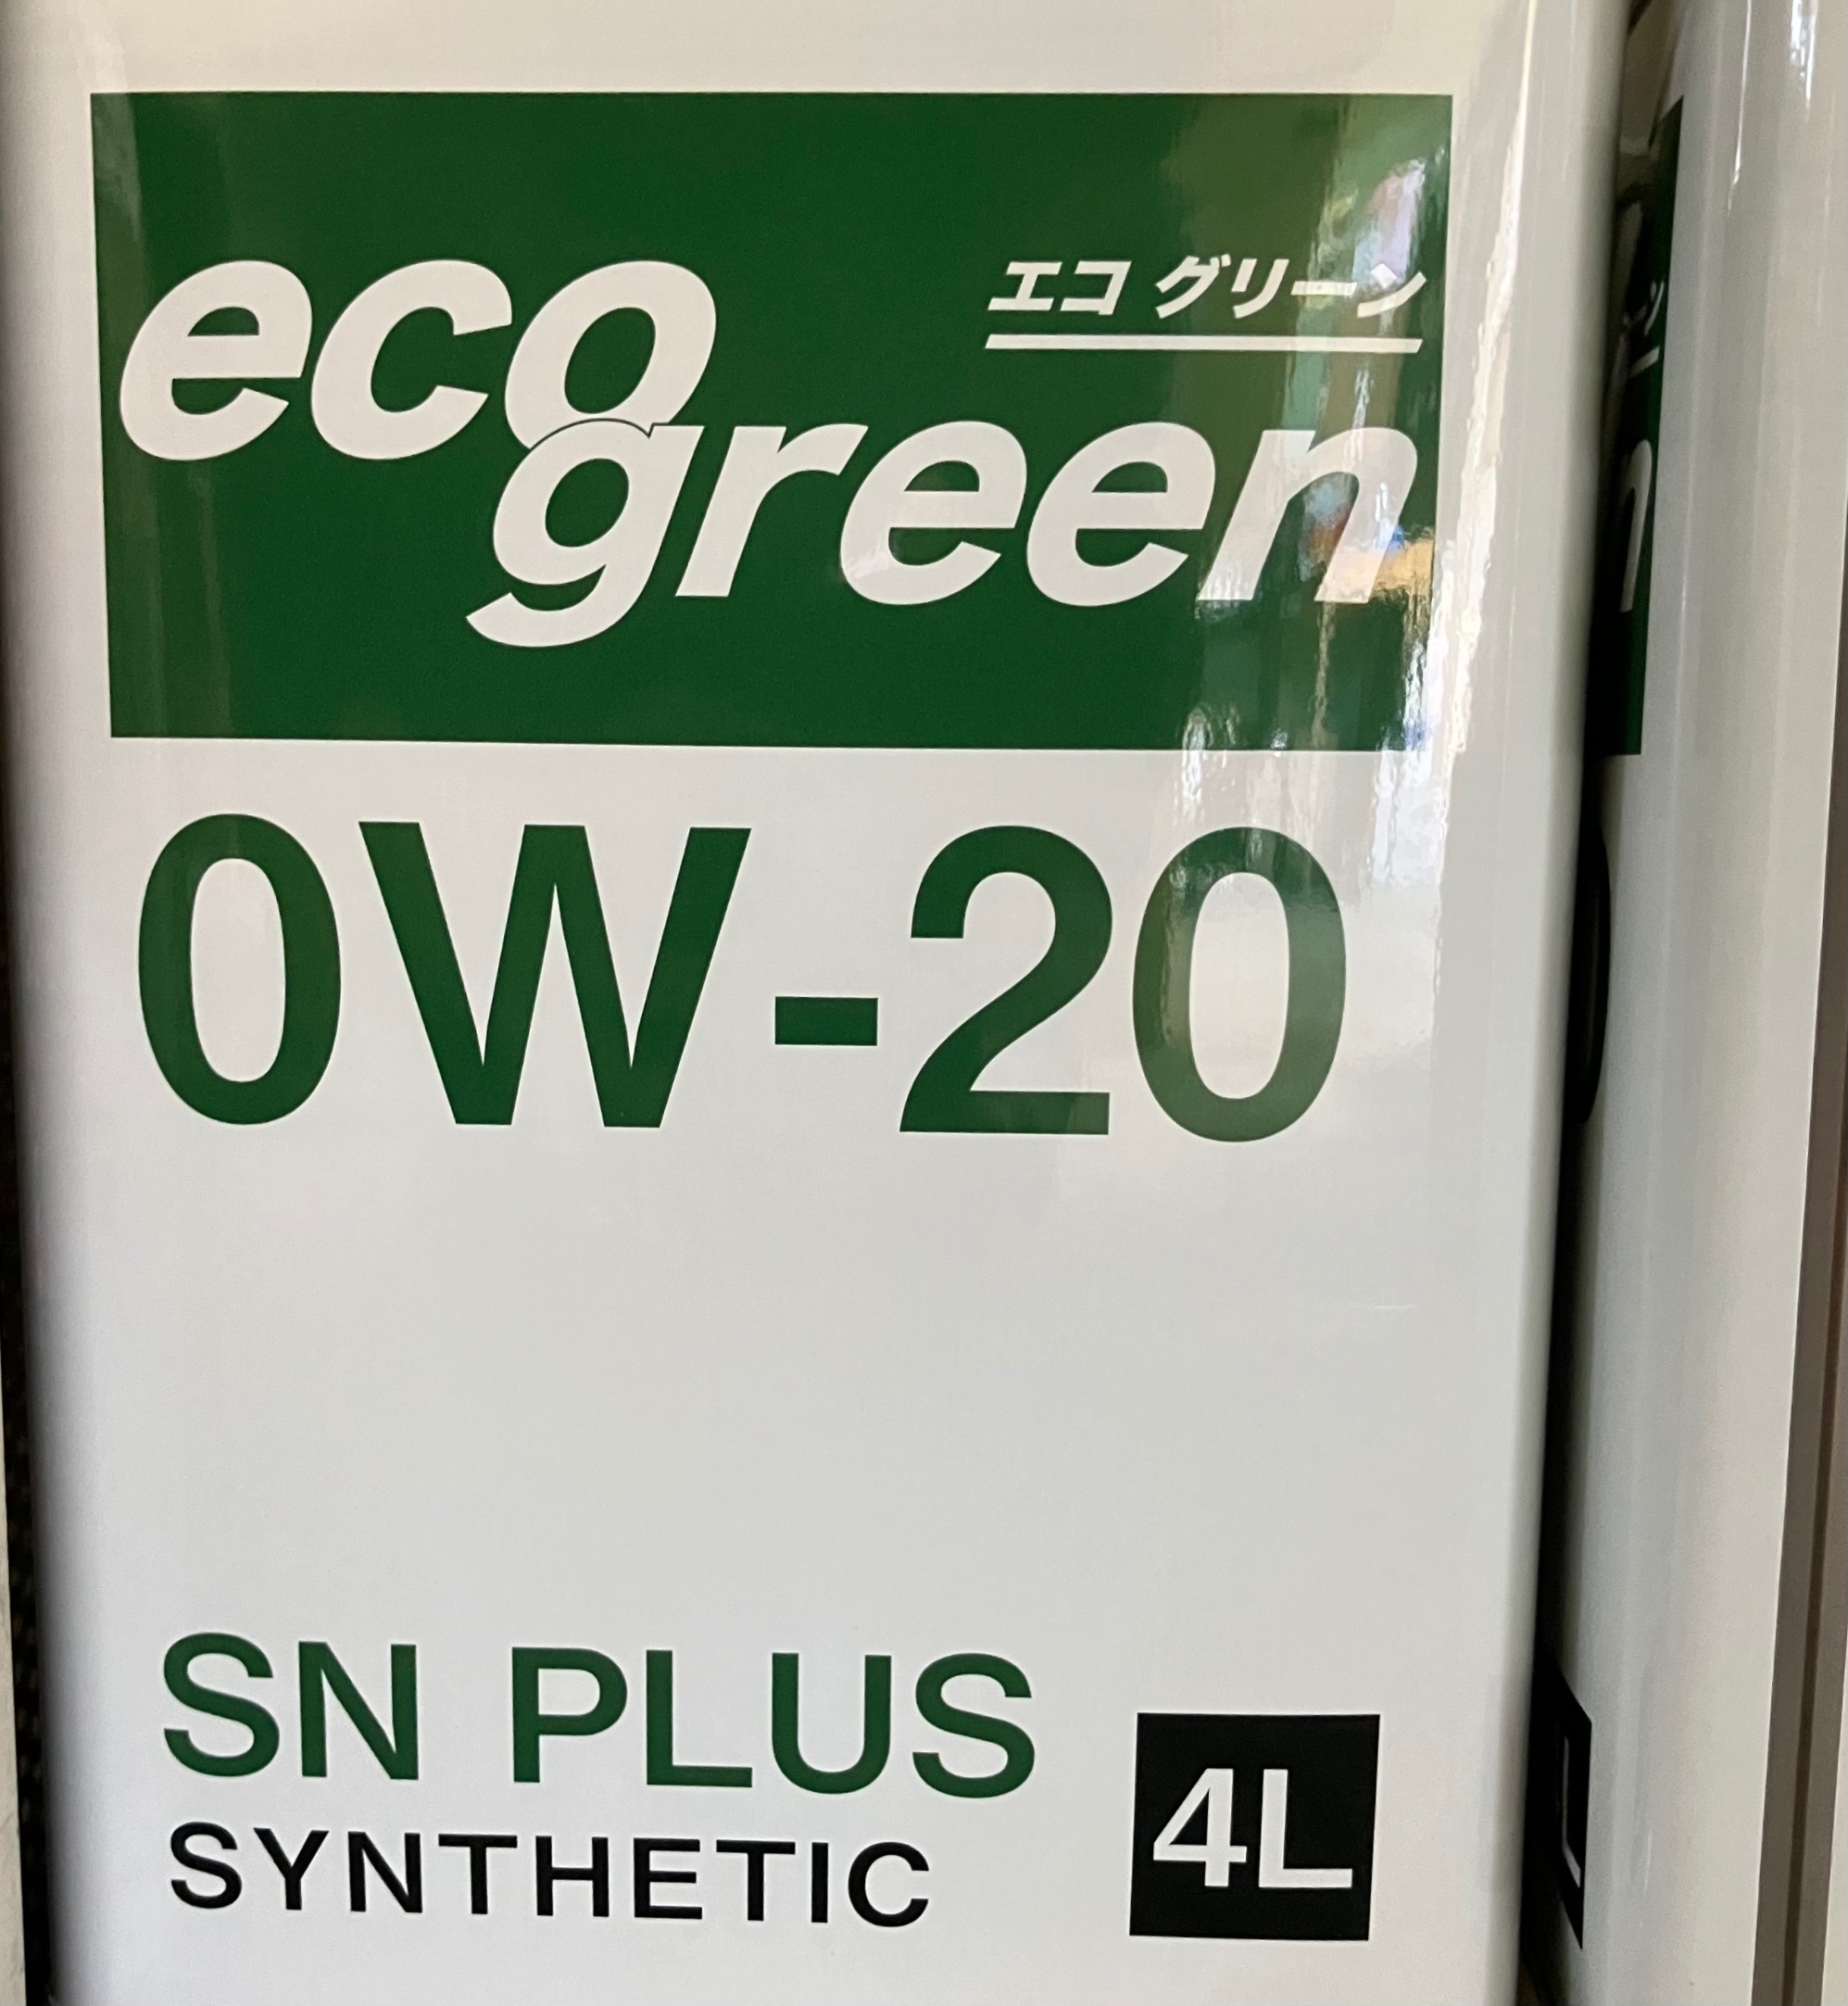 eco
エコ グリーン
green
0W-20
SN PLUS
SYNTHETIC
4L